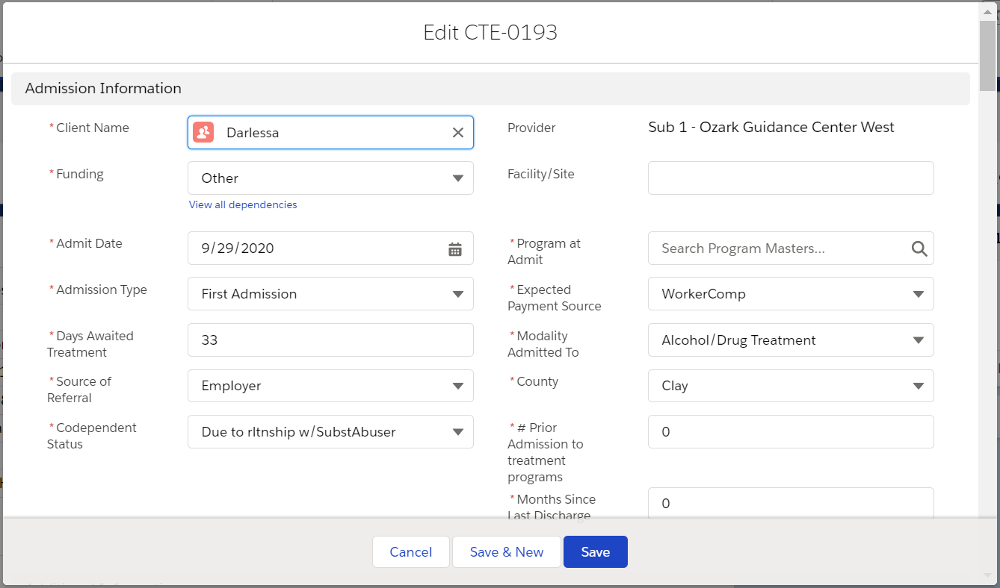 Edit CTE-0193
Admission Information
* Client Name
Darlessa
Provider
Sub 1 - Ozark Guidance Center West
* Funding
Other
View all dependencies
Facility/Site
* Admit Date
9/29/2020
* Program at
Admit
Search Program Masters...
* Admission Type
First Admission
* Expected
Payment Source
WorkerComp
* Days Awaited
Treatment
33
* Modality
Admitted To
Alcohol/Drug Treatment
* Source of
Referral
Employer
* County
Clay
* Codependent
Status
Due to rltnship w/SubstAbuser
* # Prior
Admission to
treatment
programs
0
* Months Since
Last Discharge
0
Cancel
Save & New
Save